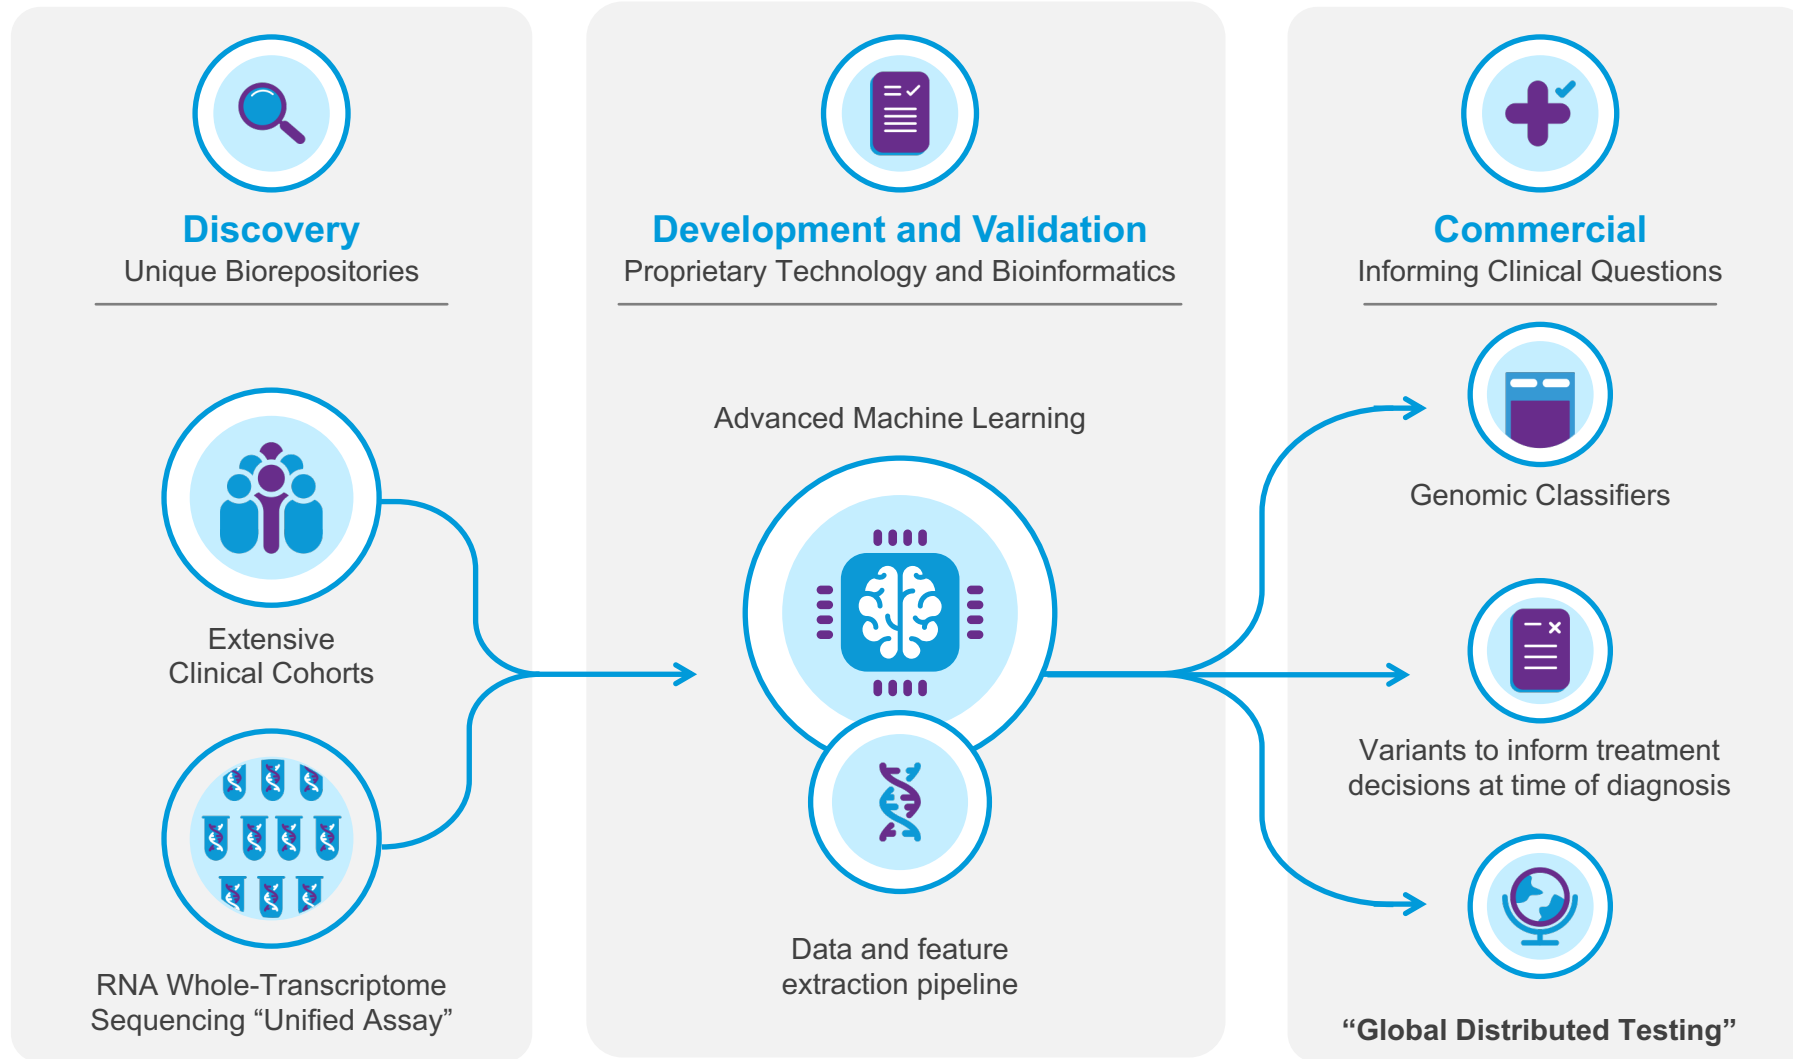 Discovery
Unique Biorepositories
Extensive
Clinical Cohorts
RNA Whole-Transcriptome
Sequencing “Unified Assay”
Development and Validation
Proprietary Technology and Bioinformatics
Advanced Machine Learning
Data and feature
extraction pipeline
Commercial
Informing Clinical Questions
Genomic Classifiers
Variants to inform treatment
decisions at time of diagnosis
“Global Distributed Testing”